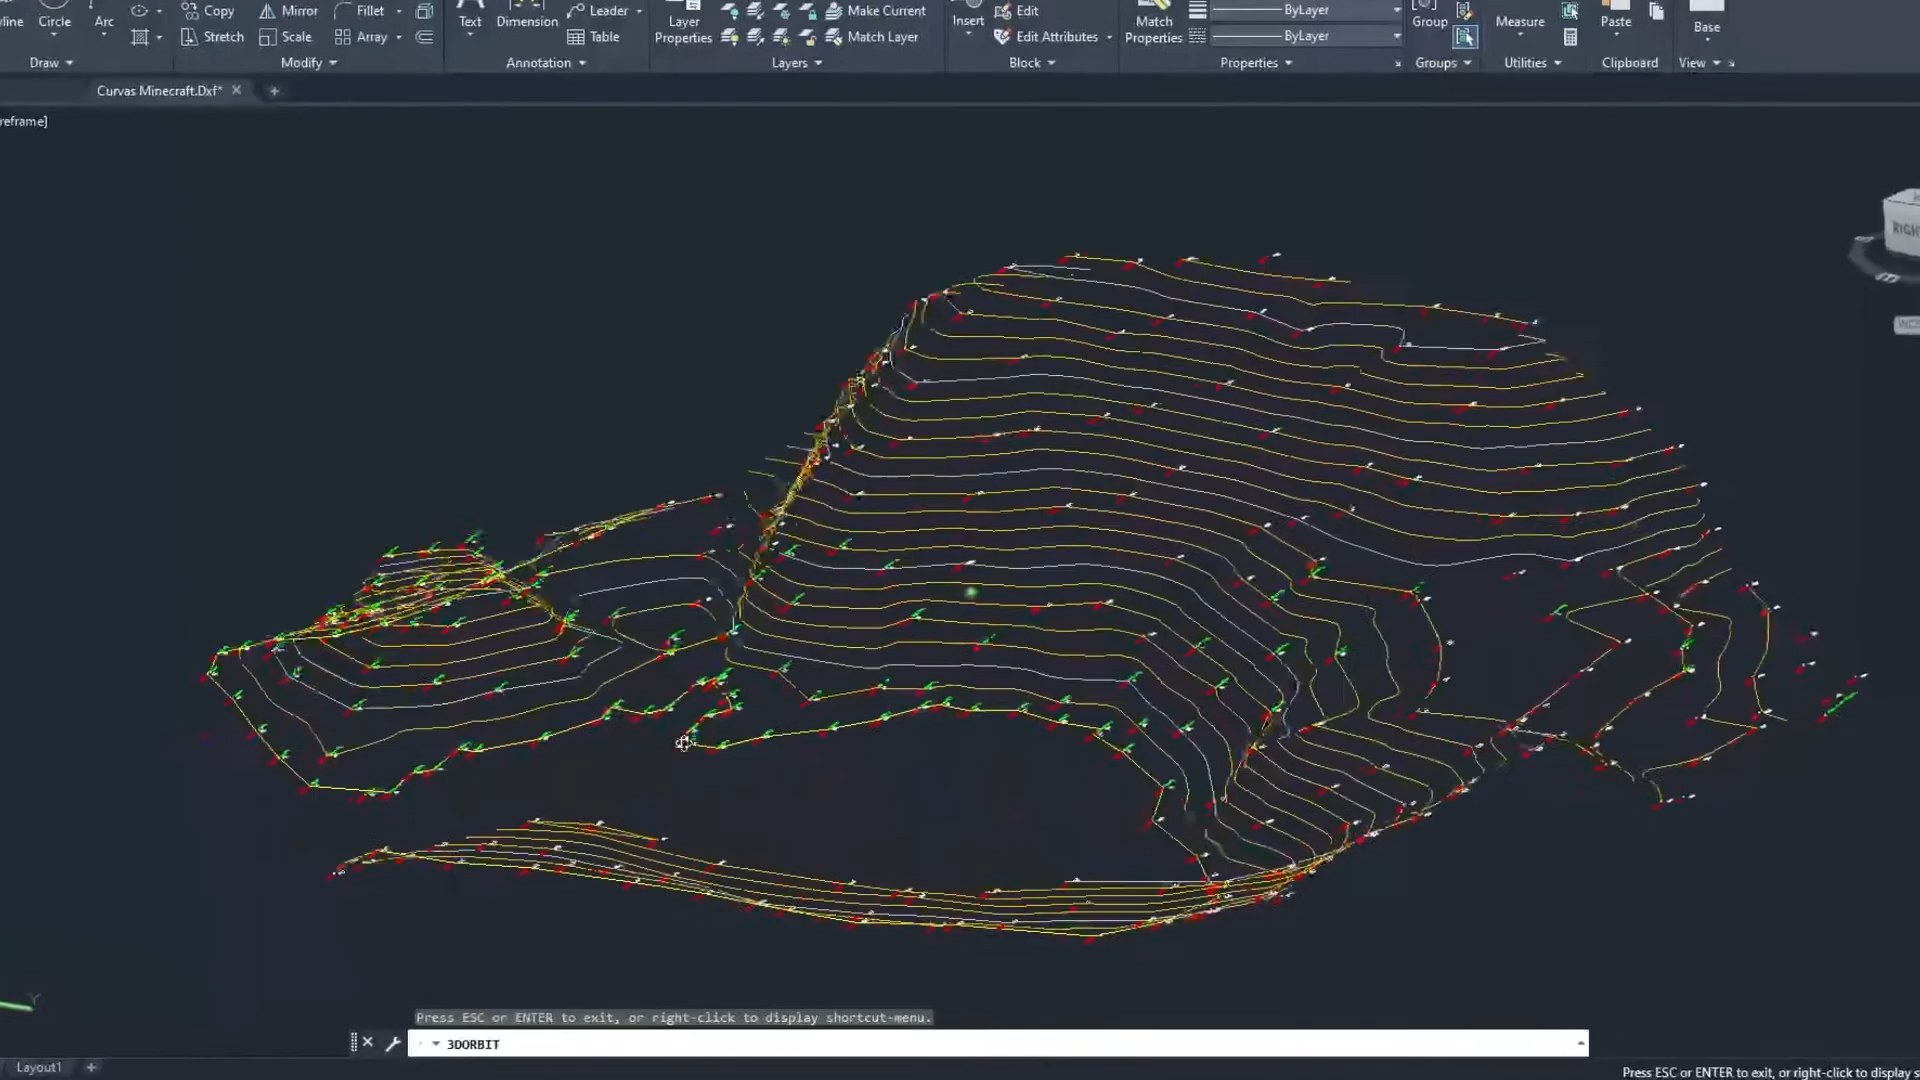 Circle
Arc
Copy
Mirror
Fillet
Stretch
Scale
Array
Draw
Modify
Text
Dimension
Leader
Table
Annotation
Layer
Properties
Make Current
Match Layer
Layers
Insert
Edit
Edit Attributes
Block
Match
Properties
ByLayer
ByLayer
Properties
Group
Groups
Measure
Utilities
Paste
Clipboard
Base
View
Curvas Minecraft.Dxf*
reframe]
RIGH
WCS
Y
Press ESC or ENTER to exit, or right-click to display shortcut-menu.
3DORBIT
Layout1
Press ESC or ENTER to exit, or right-click to display s